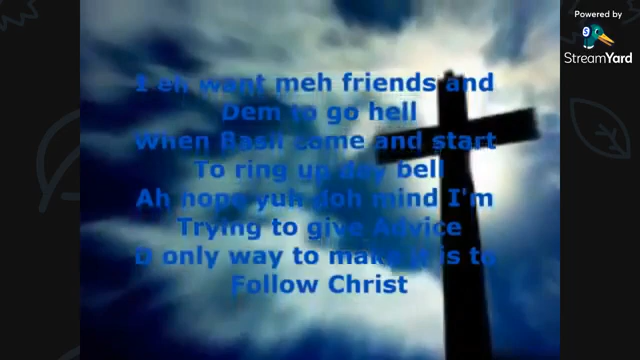 I eh want meh friends and
Dem to go hell
When Basil came and start
To ring up dey bell
Ah hope yuh doh mind I'm
Trying to give Advice
D only way to make it is to
Follow Christ
Powered by
StreamYard